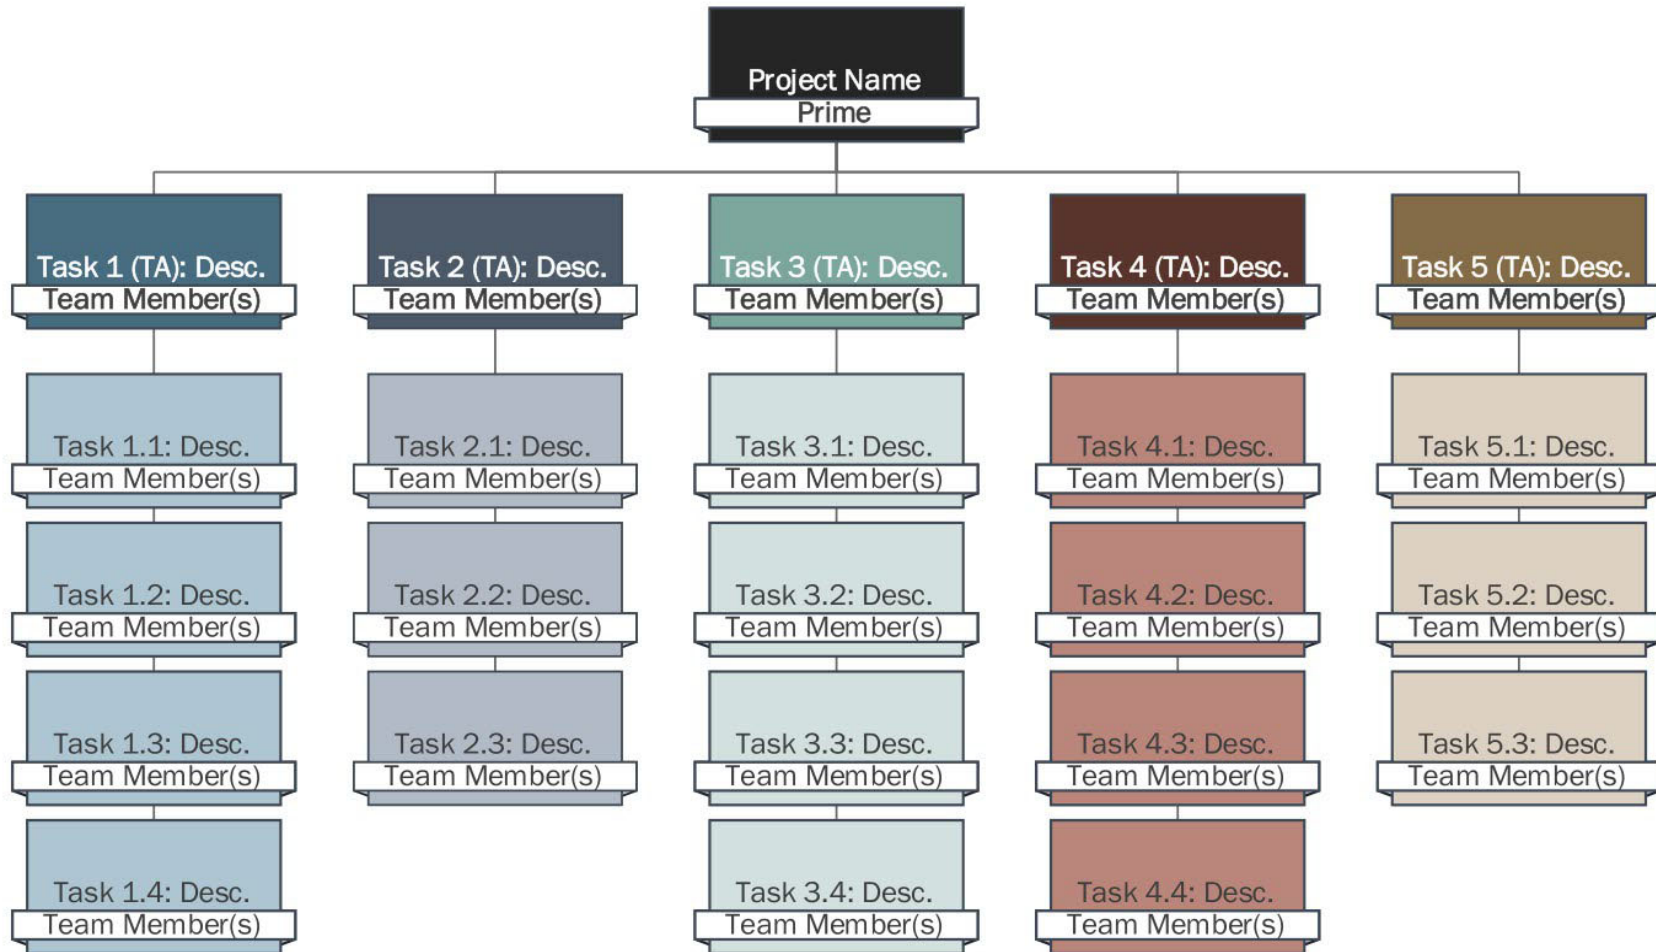 Project Name
Prime
Task 1 (TA): Desc.
Team Member(s)
Task 2 (TA): Desc.
Team Member(s)
Task 3 (TA): Desc.
Team Member(s)
Task 4 (TA): Desc.
Team Member(s)
Task 5 (TA): Desc.
Team Member(s)
Task 1.1: Desc.
Team Member(s)
Task 1.2: Desc.
Team Member(s)
Task 1.3: Desc.
Team Member(s)
Task 1.4: Desc.
Team Member(s)
Task 2.1: Desc.
Team Member(s)
Task 2.2: Desc.
Team Member(s)
Task 2.3: Desc.
Team Member(s)
Task 3.1: Desc.
Team Member(s)
Task 3.2: Desc.
Team Member(s)
Task 3.3: Desc.
Team Member(s)
Task 3.4: Desc.
Team Member(s)
Task 4.1: Desc.
Team Member(s)
Task 4.2: Desc.
Team Member(s)
Task 4.3: Desc.
Team Member(s)
Task 4.4: Desc.
Team Member(s)
Task 5.1: Desc.
Team Member(s)
Task 5.2: Desc.
Team Member(s)
Task 5.3: Desc.
Team Member(s)